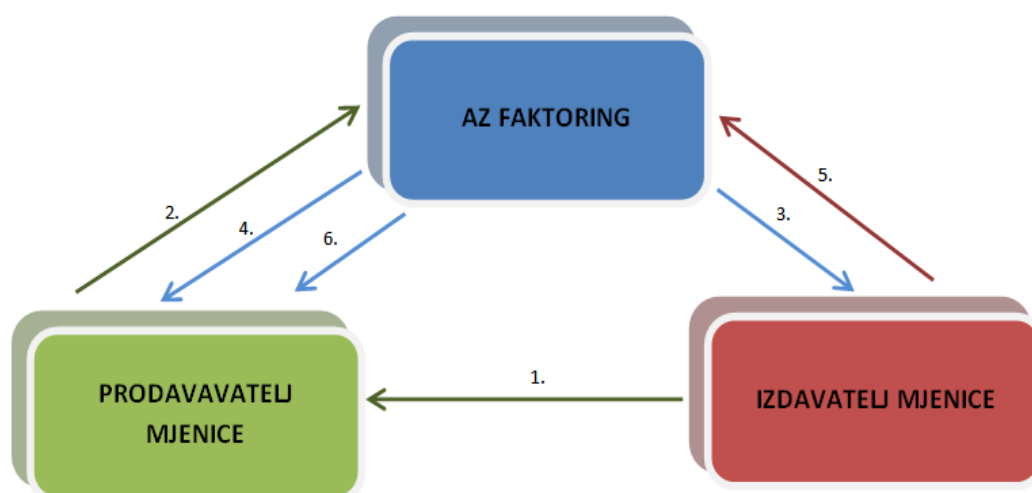 AZ FAKTORING
2.
4.
6.
3.
5.
1.
PRODAVAVATELJ
MJENICE
IZDAVATELJ MJENICE